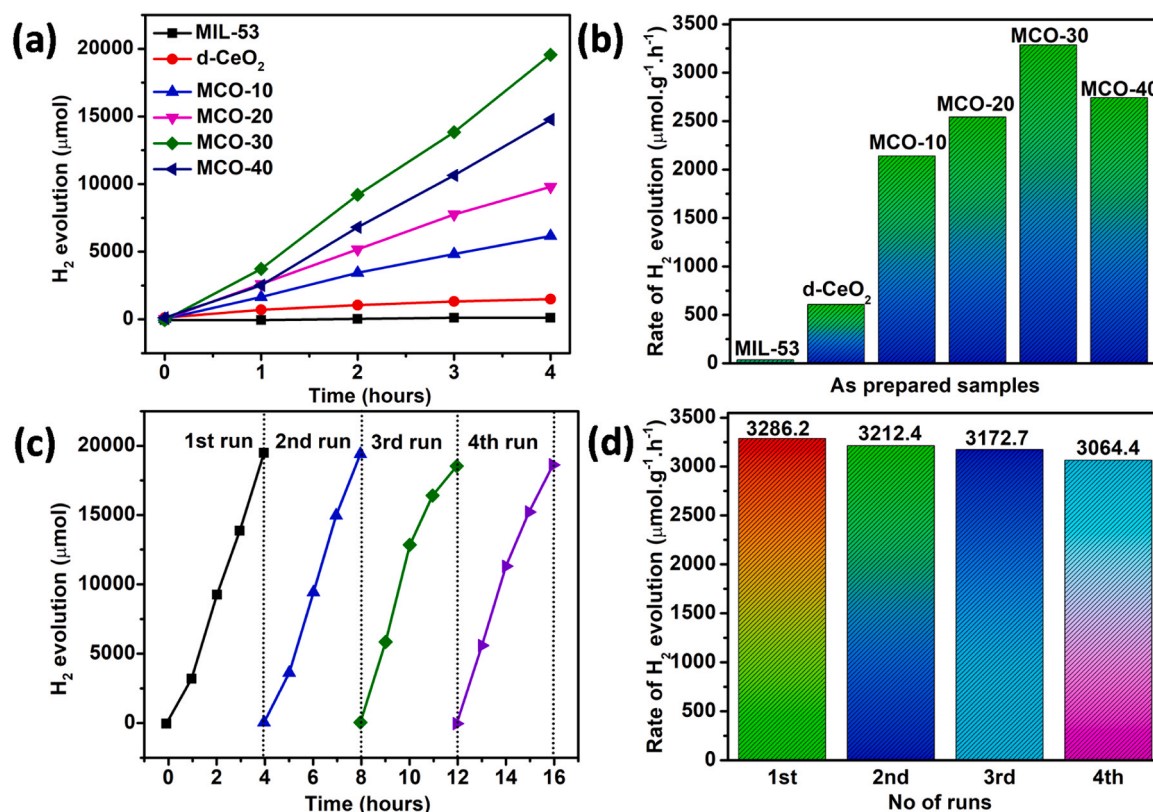 (a)
H₂ evolution (μmol)
20000
15000
10000
5000
0
MIL-53
d-CeO₂
MCO-10
MCO-20
MCO-30
MCO-40
0 1 2 3 4
Time (hours)
(b)
Rate of H₂ evolution (μmol.g⁻¹.h⁻¹)
3500
3000
2500
2000
1500
1000
500
0
MIL-53
d-CeO₂
MCO-10
MCO-20
MCO-30
MCO-40
As prepared samples
(c)
H₂ evolution (μmol)
20000
15000
10000
5000
0
1st run 2nd run 3rd run 4th run
0 2 4 6 8 10 12 14 16
Time (hours)
(d)
Rate of H₂ evolution (μmol.g⁻¹.h⁻¹)
3500
3000
2500
2000
1500
1000
500
0
3286.2 3212.4 3172.7 3064.4
1st 2nd 3rd 4th
No of runs